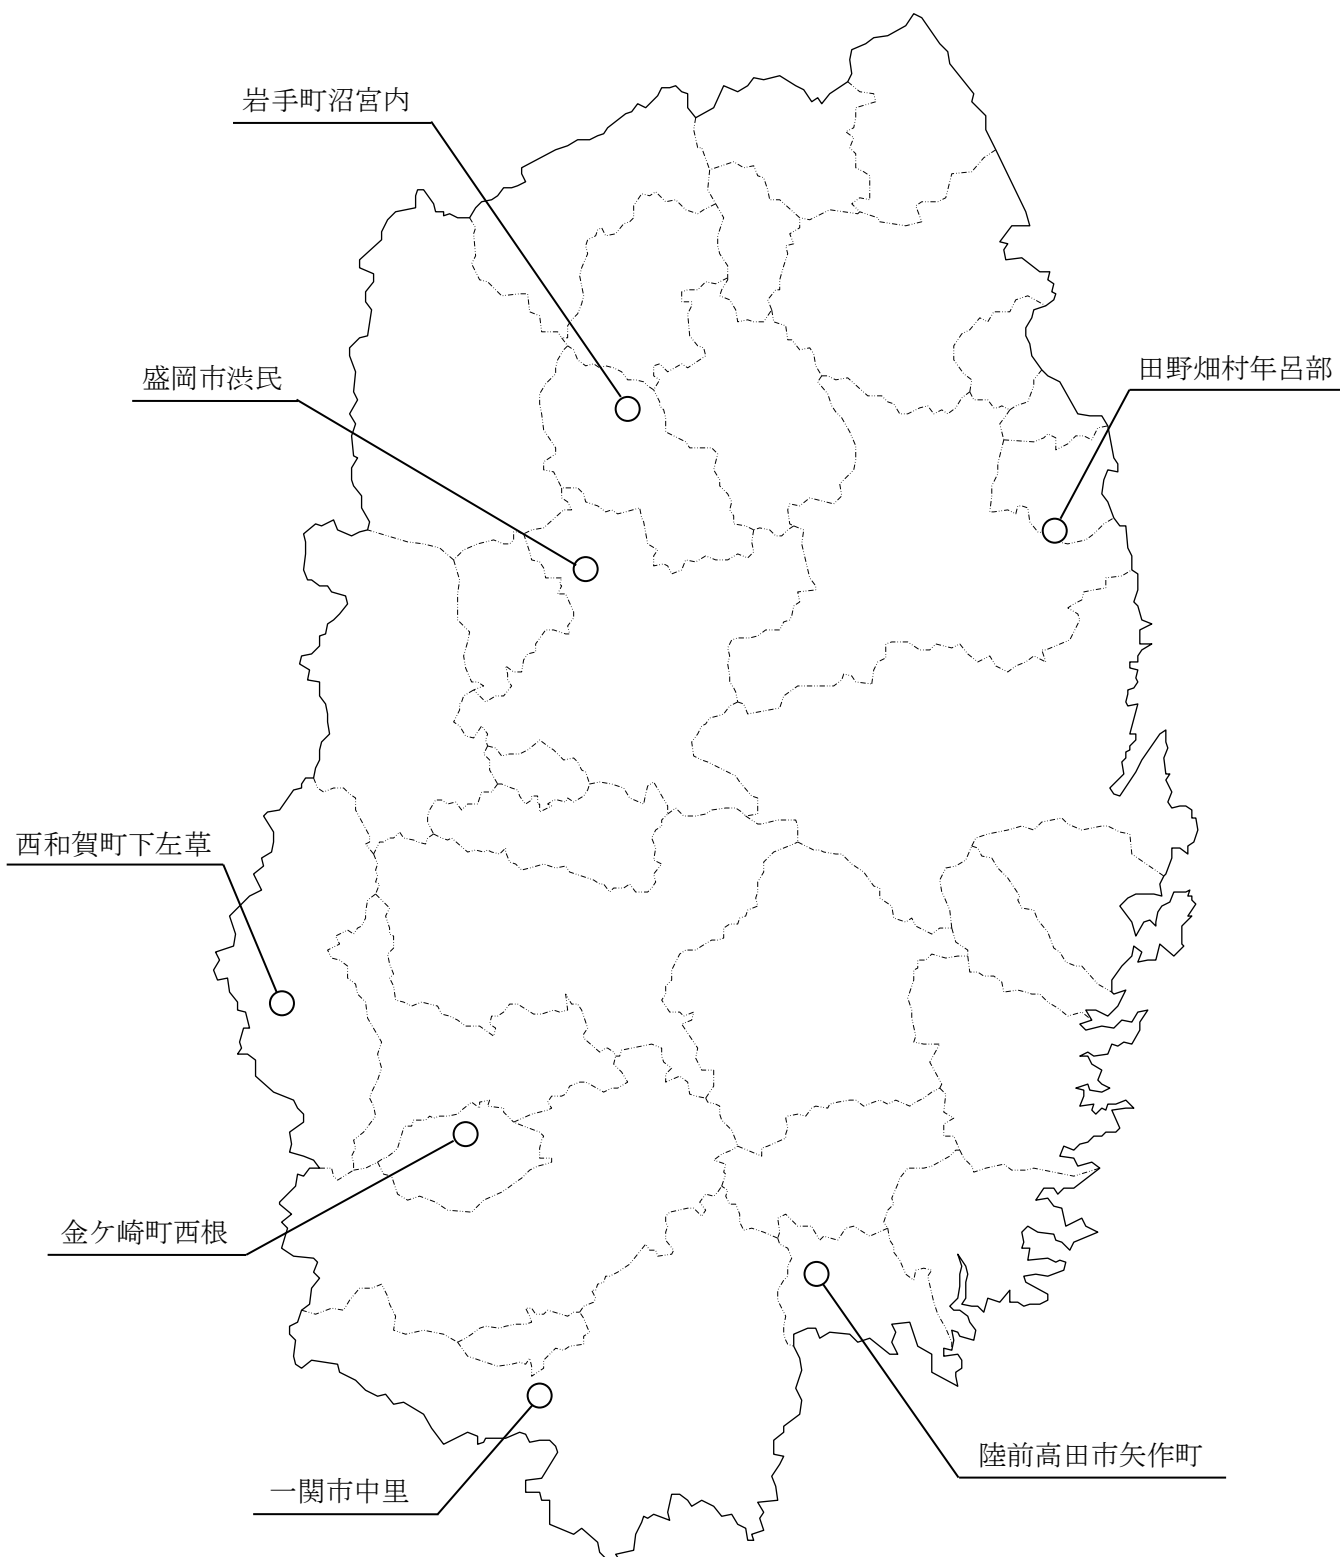 岩手町沼宮内
田野畑村年呂部
盛岡市渋民
西和賀町下左草
金ケ崎町西根
陸前高田市矢作町
一関市中里